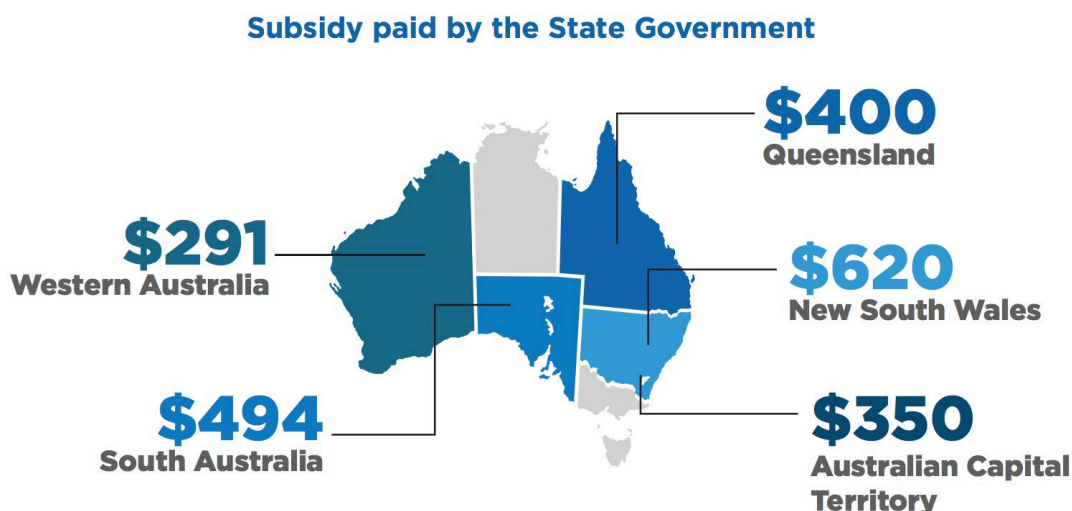 Subsidy paid by the State Government
$400
Queensland
$291
Western Australia
$620
New South Wales
$494
South Australia
$350
Australian Capital
Territory